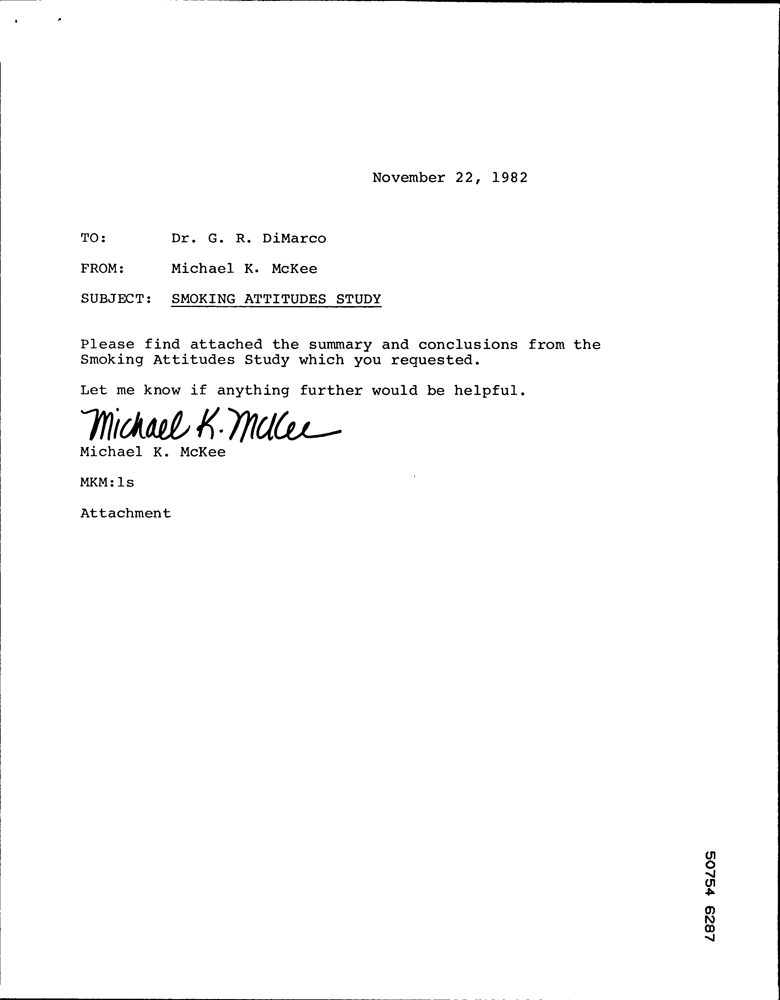 November 22, 1982
TO: Dr. G. R. DiMarco
FROM: Michael K. McKee
SUBJECT: SMOKING ATTITUDES STUDY
Please find attached the summary and conclusions from the
Smoking Attitudes Study which you requested.
Let me know if anything further would be helpful.
Michael K. McKee
Michael K. McKee
MKM:ls
Attachment
50754 6287